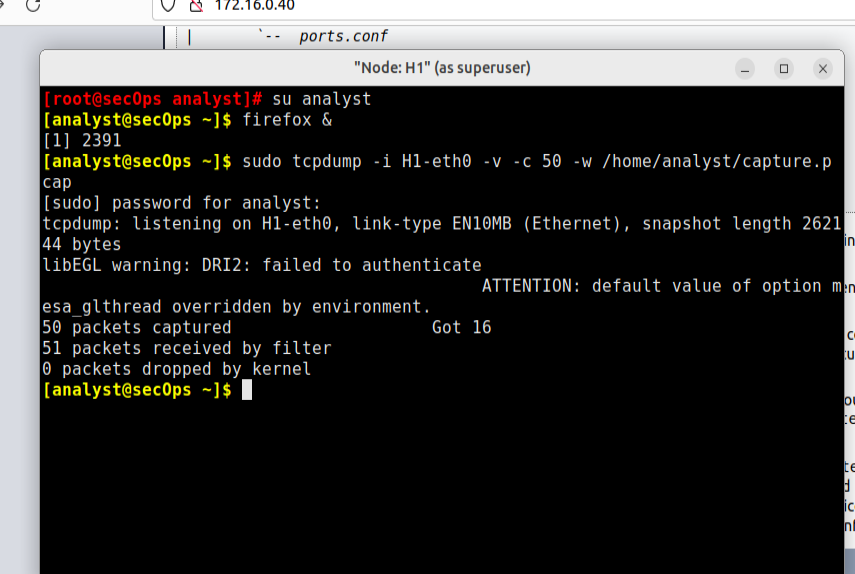 172.16.0.40
| `-- ports.conf
"Node: H1" (as superuser)
[root@secOps analyst]# su analyst
[analyst@secOps ~]$ firefox &
[1] 2391
[analyst@secOps ~]$ sudo tcpdump -i H1-eth0 -v -c 50 -w /home/analyst/capture.p
cap
[sudo] password for analyst:
tcpdump: listening on H1-eth0, link-type EN10MB (Ethernet), snapshot length 2621
44 bytes
libEGL warning: DRI2: failed to authenticate
ATTENTION: default value of option m
esa_glthread overridden by environment.
50 packets captured Got 16
51 packets received by filter
0 packets dropped by kernel
[analyst@secOps ~]$